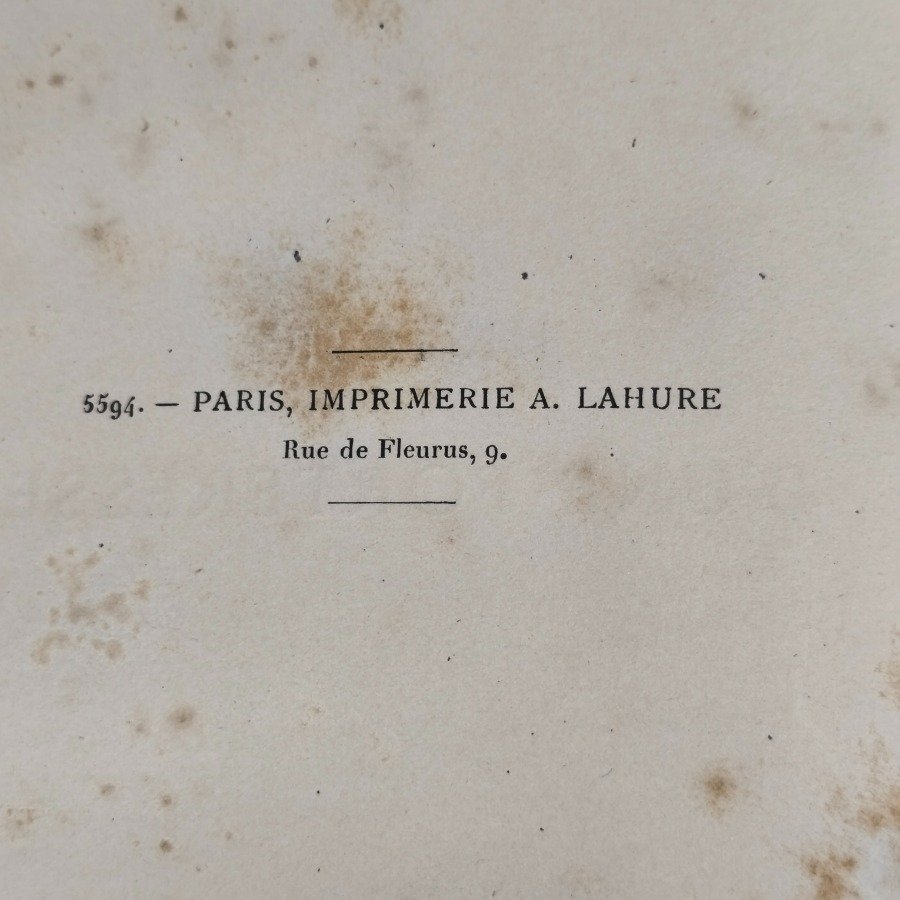 5594. — PARIS, IMPRIMERIE A. LAHURE
Rue de Fleurus, 9.